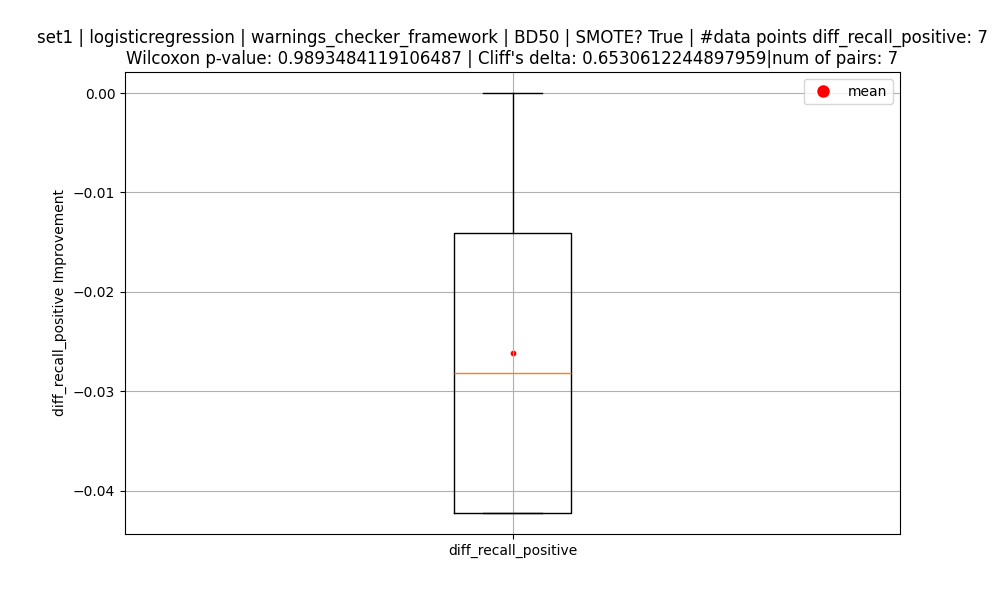 set1 | logisticregression | warnings_checker_framework | BD50 | SMOTE? True | #data points diff_recall_positive: 7
Wilcoxon p-value: 0.9893484119106487 | Cliff's delta: 0.6530612244897959|num of pairs: 7
mean
0.00
−0.01
−0.02
−0.03
−0.04
diff_recall_positive Improvement
diff_recall_positive